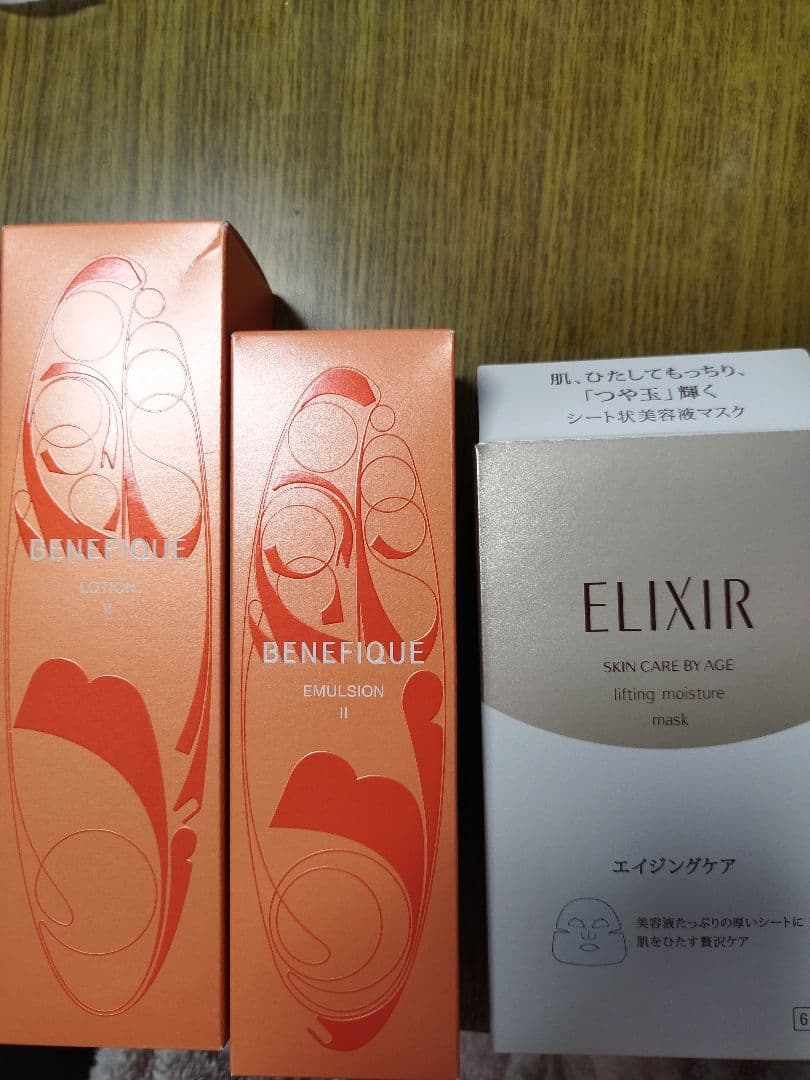 BENEFIQUE
LOTION
II
BENEFIQUE
EMULSION
II
肌、ひたしてもっちり、
「つや玉」輝く
シート状美容液マスク
ELIXIR
SKIN CARE BY AGE
lifting moisture
mask
エイジングケア
美容液たっぷりの厚いシートに
肌をひたす贅沢ケア
6